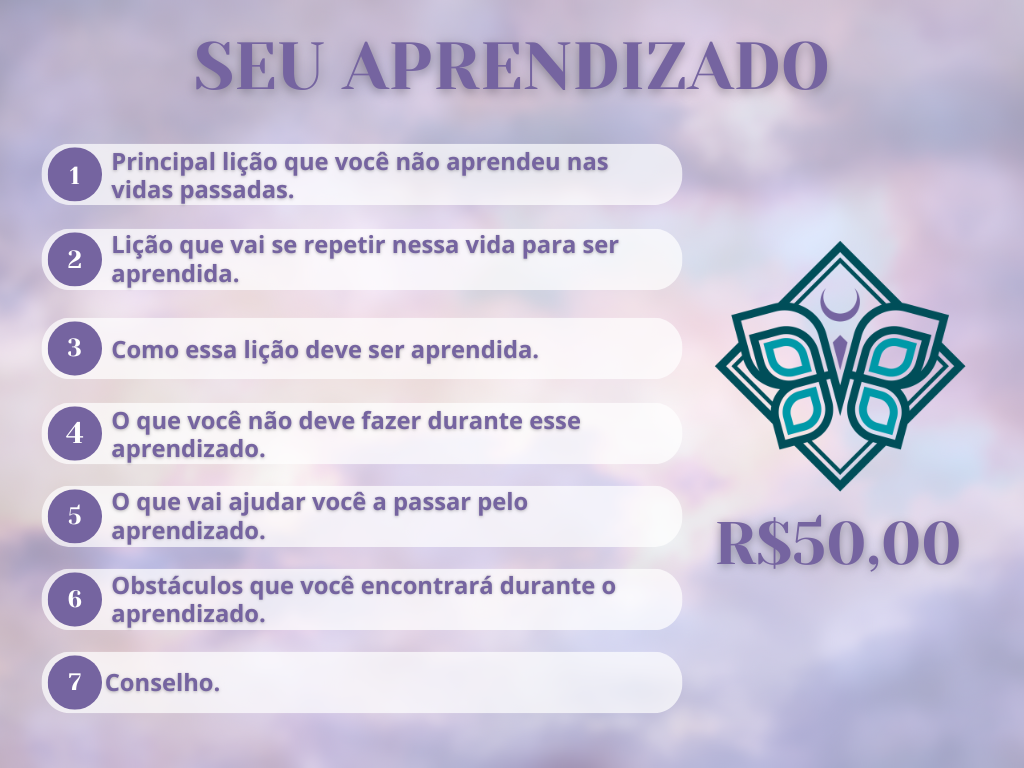 SEU APRENDIZADO
1
Principal lição que você não aprendeu nas
vidas passadas.
2
Lição que vai se repetir nessa vida para ser
aprendida.
3
Como essa lição deve ser aprendida.
4
O que você não deve fazer durante esse
aprendizado.
5
O que vai ajudar você a passar pelo
aprendizado.
6
Obstáculos que você encontrará durante o
aprendizado.
7
Conselho.
R$50,00